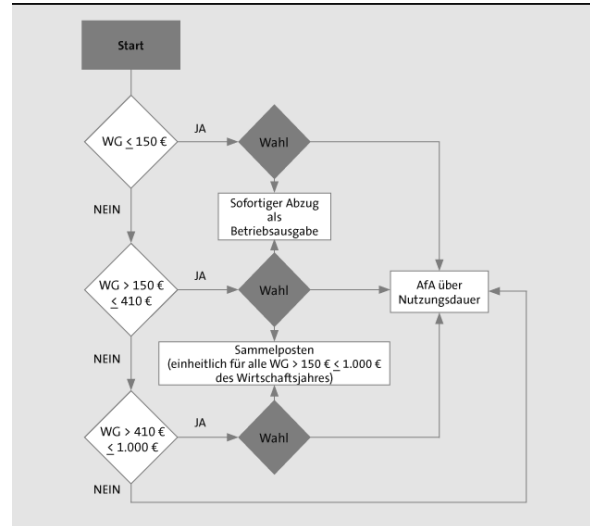 Start
WG ≤ 150 €
JA
Wahl
NEIN
Sofortiger Abzug
als
Betriebsausgabe
WG > 150 €
≤ 410 €
JA
Wahl
AfA über
Nutzungsdauer
NEIN
Sammelposten
(einheitlich für alle WG > 150 € ≤ 1.000 €
des Wirtschaftsjahres)
WG > 410 €
≤ 1.000 €
JA
Wahl
NEIN